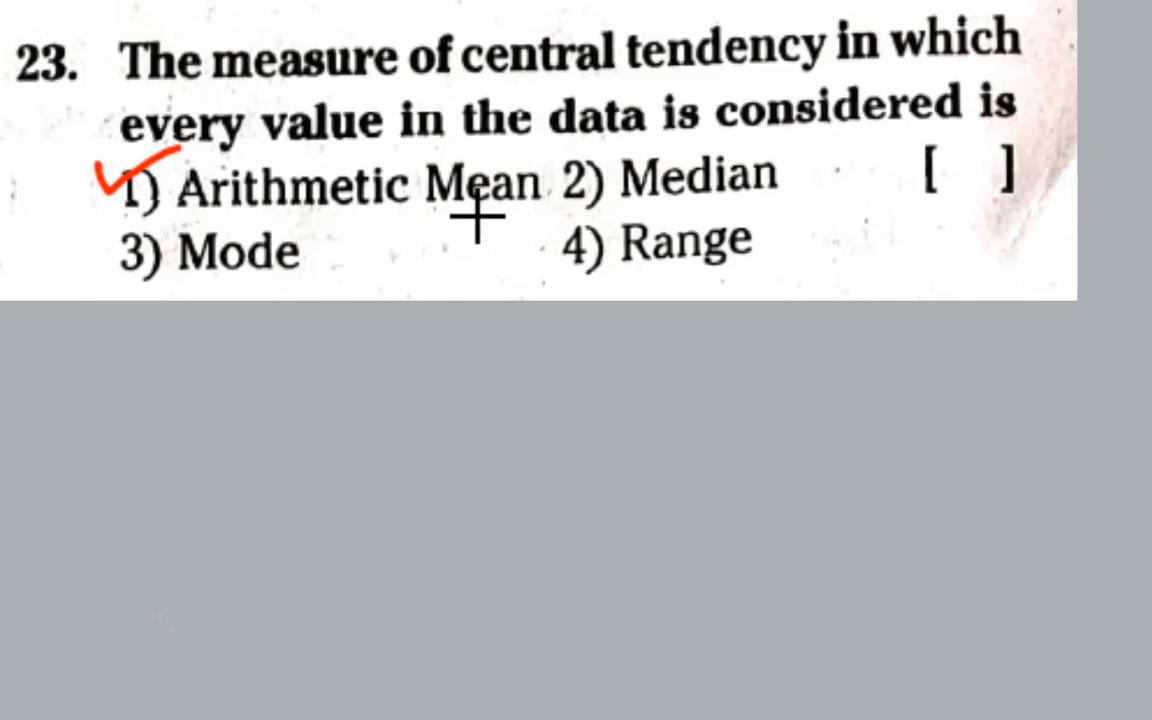 23. The measure of central tendency in which
every value in the data is considered is
1) Arithmetic Mean 2) Median [ ]
3) Mode 4) Range